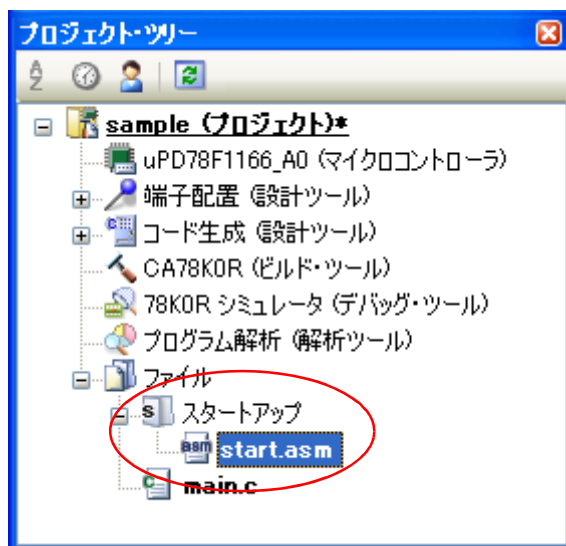 プロジェクト・ツリー
sample (プロジェクト)*
uPD78F1166_A0 (マイクロコントローラ)
端子配置 (設計ツール)
コード生成 (設計ツール)
CA78K0R (ビルド・ツール)
78K0R シミュレータ (デバッグ・ツール)
プログラム解析 (解析ツール)
ファイル
スタートアップ
start.asm
main.c